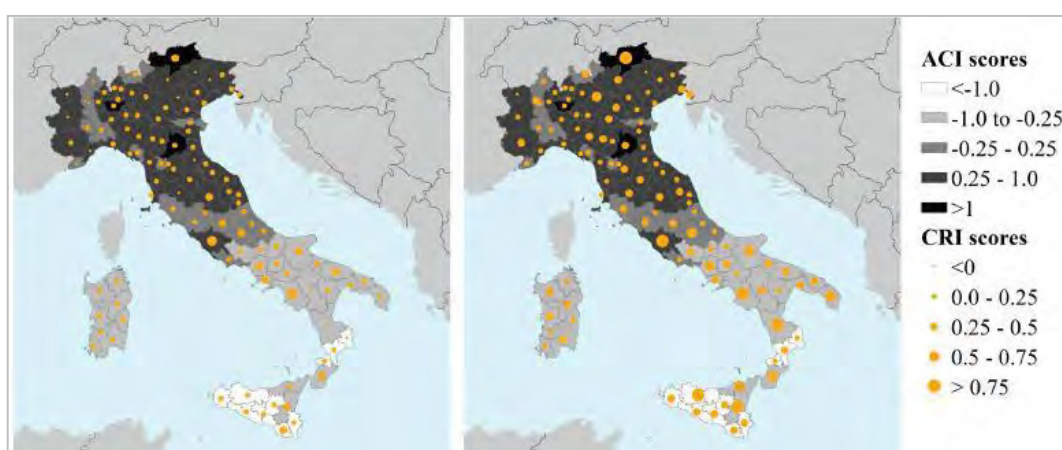 ACI scores
<-1.0
-1.0 to -0.25
-0.25 - 0.25
0.25 - 1.0
>1
CRI scores
<0
0.0 - 0.25
0.25 - 0.5
0.5 - 0.75
> 0.75